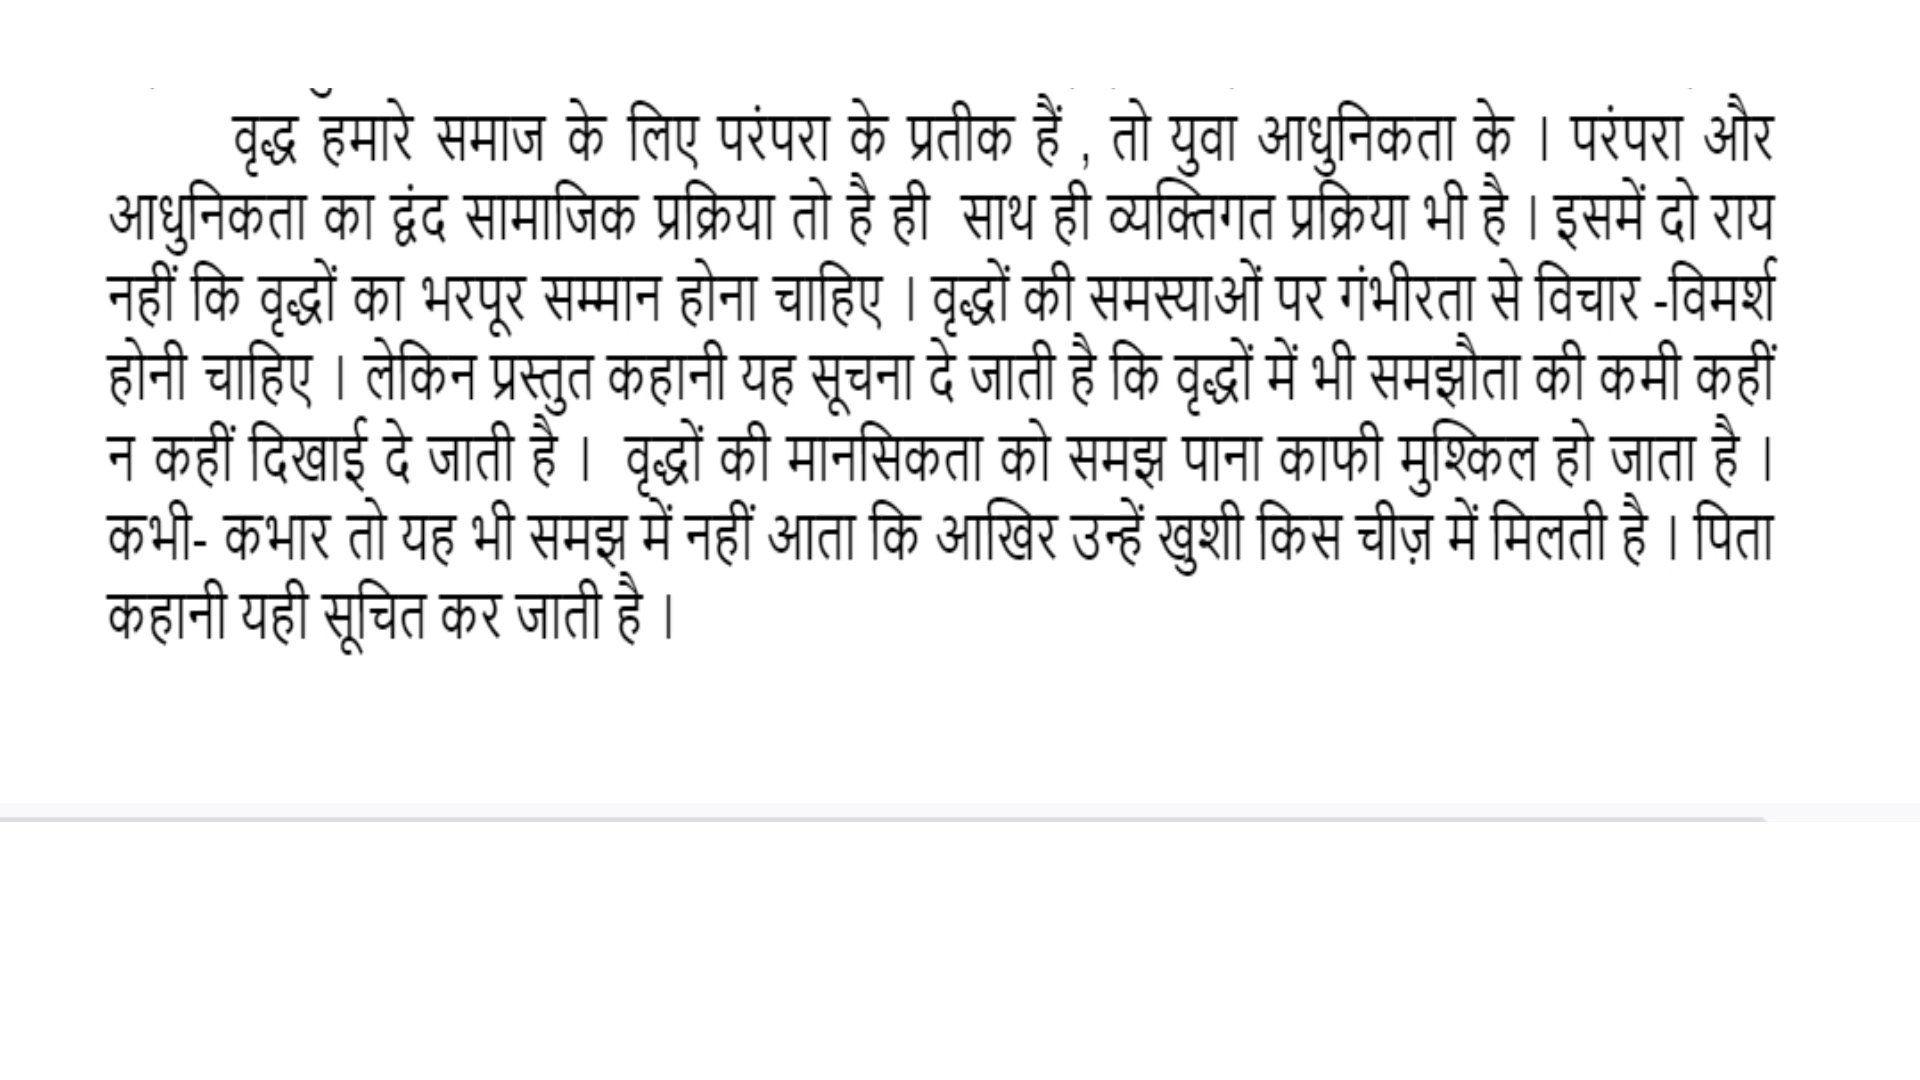 वृद्ध हमारे समाज के लिए परंपरा के प्रतीक हैं , तो युवा आधुनिकता के । परंपरा और
आधुनिकता का द्वंद सामाजिक प्रक्रिया तो है ही साथ ही व्यक्तिगत प्रक्रिया भी है । इसमें दो राय
नहीं कि वृद्धों का भरपूर सम्मान होना चाहिए । वृद्धों की समस्याओं पर गंभीरता से विचार -विमर्श
होनी चाहिए । लेकिन प्रस्तुत कहानी यह सूचना दे जाती है कि वृद्धों में भी समझौता की कमी कहीं
न कहीं दिखाई दे जाती है । वृद्धों की मानसिकता को समझ पाना काफी मुश्किल हो जाता है ।
कभी- कभार तो यह भी समझ में नहीं आता कि आखिर उन्हें खुशी किस चीज़ में मिलती है । पिता
कहानी यही सूचित कर जाती है ।